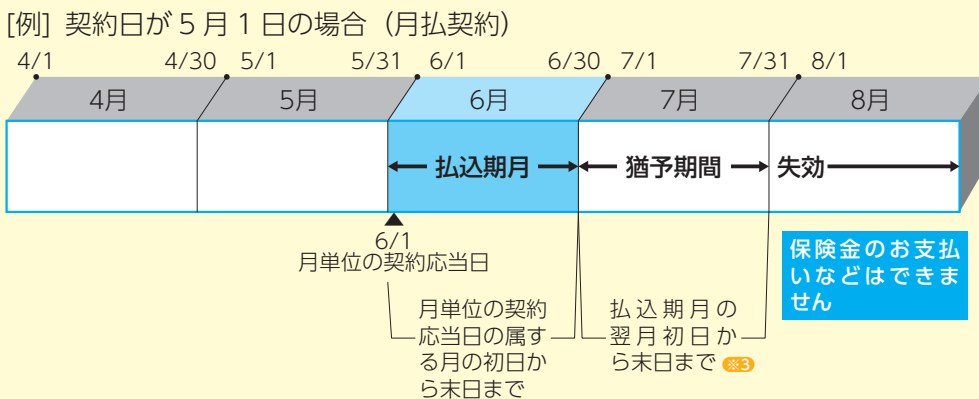 [例] 契約日が5月1日の場合（月払契約）
4/1 4/30 5/1 5/31 6/1 6/30 7/1 7/31 8/1
4月 5月 6月 7月 8月
払込期月 猶予期間 失効
6/1
月単位の契約応当日
月単位の契約
応当日の属す
る月の初日か
ら末日まで
払込期月の
翌月初日か
ら末日まで ※3
保険金のお支払
いなどはできま
せん